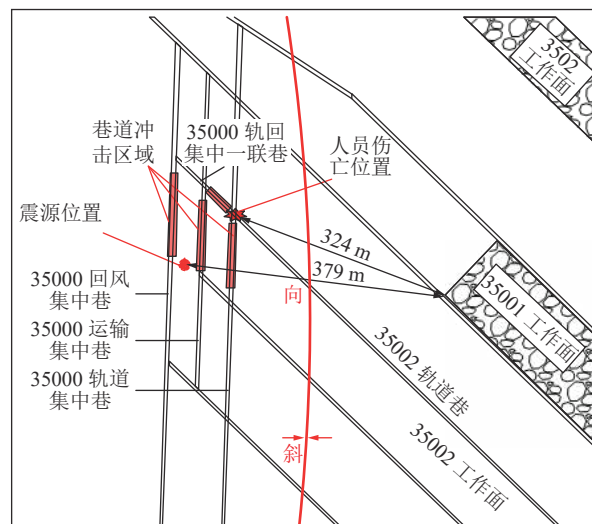 3502
工作面
巷道冲
击区域
35000 轨回
集中一联巷
人员伤
亡位置
震源位置
324 m
379 m
35000 回风
集中巷
向
35001 工作面
35000 运输
集中巷
35000 轨道
集中巷
35002 轨道巷
35002 工作面
斜